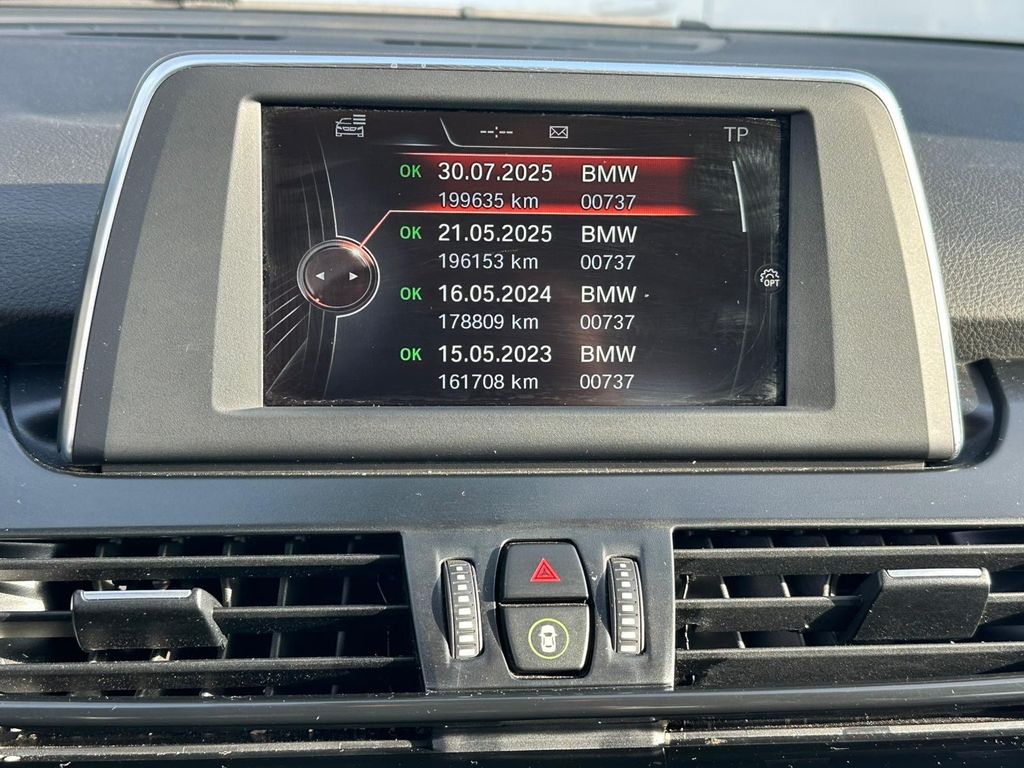 --:-- TP
OK 30.07.2025 BMW
199635 km 00737
OK 21.05.2025 BMW
196153 km 00737
OPT
OK 16.05.2024 BMW
178809 km 00737
OK 15.05.2023 BMW
161708 km 00737